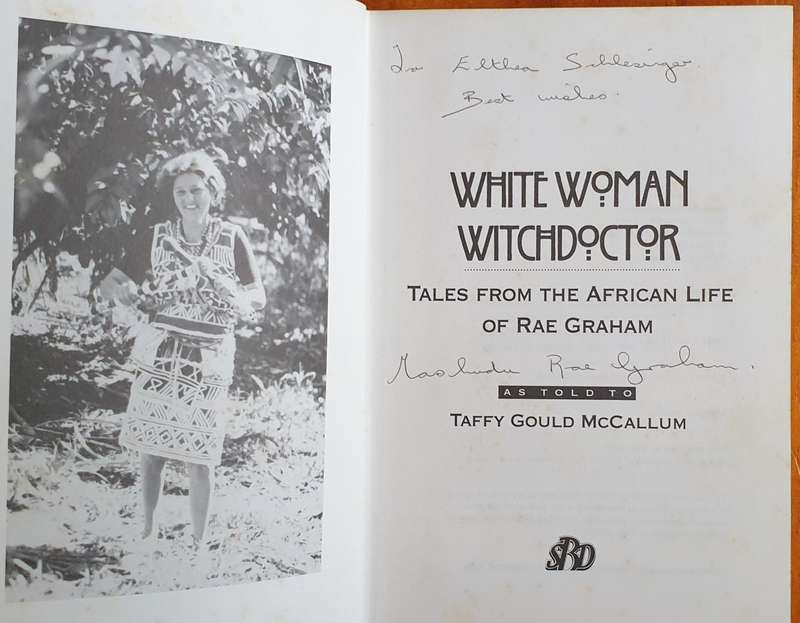 To Elthea Schlesinger.
Best wishes.
WHITE WOMAN
WITCHDOCTOR
TALES FROM THE AFRICAN LIFE
OF RAE GRAHAM
Mashudu Rae Graham.
AS TOLD TO
TAFFY GOULD MCCALLUM
SRD